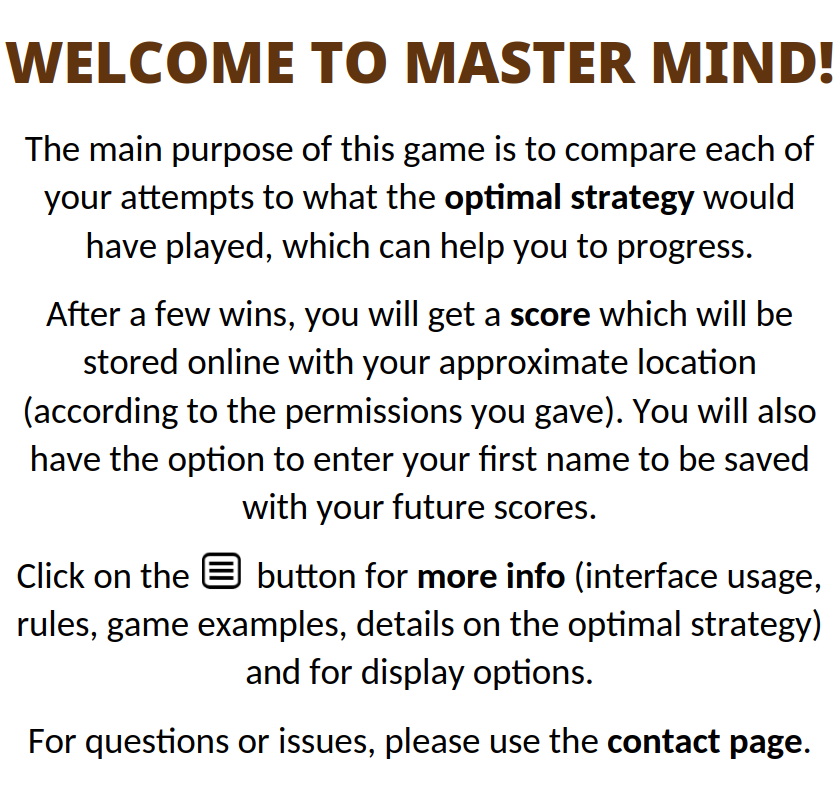 WELCOME TO MASTER MIND!
The main purpose of this game is to compare each of
your attempts to what the optimal strategy would
have played, which can help you to progress.
After a few wins, you will get a score which will be
stored online with your approximate location
(according to the permissions you gave). You will also
have the option to enter your first name to be saved
with your future scores.
Click on the button for more info (interface usage,
rules, game examples, details on the optimal strategy)
and for display options.
For questions or issues, please use the contact page.